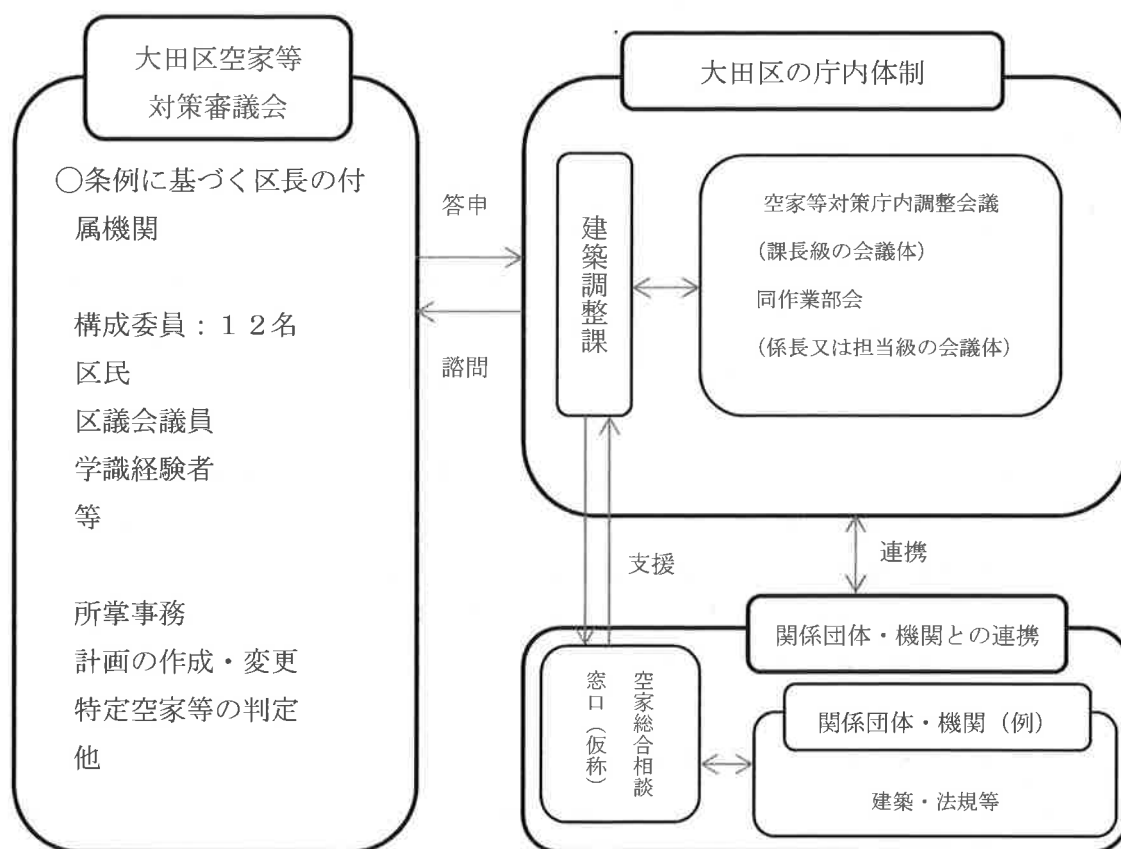 大田区空家等
対策審議会
○条例に基づく区長の付
属機関
構成委員：１２名
区民
区議会議員
学識経験者
等
所掌事務
計画の作成・変更
特定空家等の判定
他
答申
諮問
大田区の庁内体制
建築調整課
空家等対策庁内調整会議
(課長級の会議体)
同作業部会
(係長又は担当級の会議体)
支援
連携
関係団体・機関との連携
空家総合相談
窓口（仮称）
関係団体・機関（例）
建築・法規等